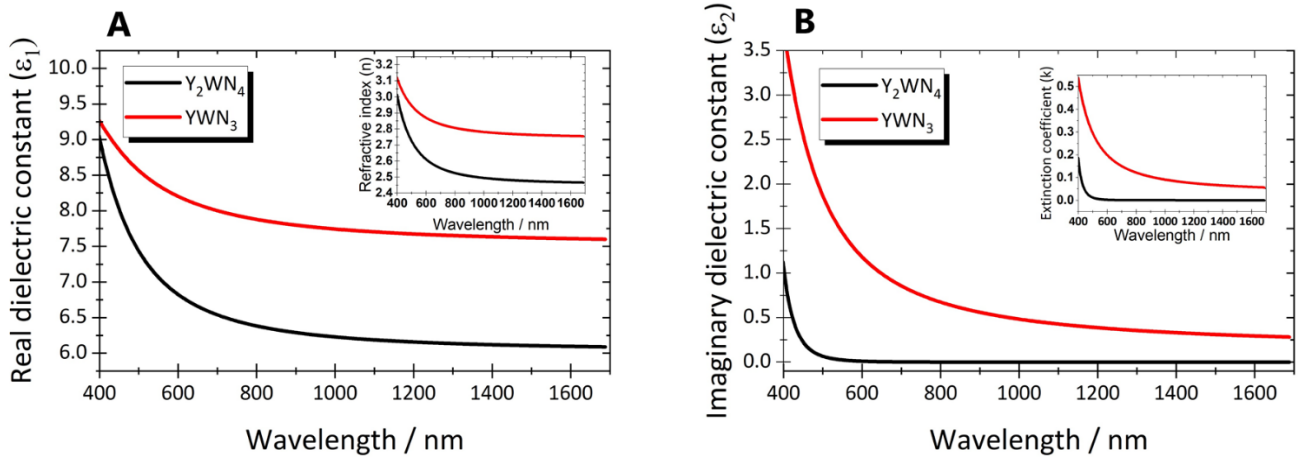 A
Real dielectric constant (ε₁)
10.0
9.5
9.0
8.5
8.0
7.5
7.0
6.5
6.0
400 600 800 1000 1200 1400 1600
Wavelength / nm
Y₂WN₄
YWN₃
Refractive index (n)
3.1
3.0
2.9
2.8
2.7
2.6
2.5
2.4
400 600 800 1000 1200 1400 1600
Wavelength / nm
B
Imaginary dielectric constant (ε₂)
3.5
3.0
2.5
2.0
1.5
1.0
0.5
0.0
400 600 800 1000 1200 1400 1600
Wavelength / nm
Y₂WN₄
YWN₃
Extinction coefficient (k)
0.5
0.4
0.3
0.2
0.1
0.0
400 600 800 1000 1200 1400 1600
Wavelength / nm